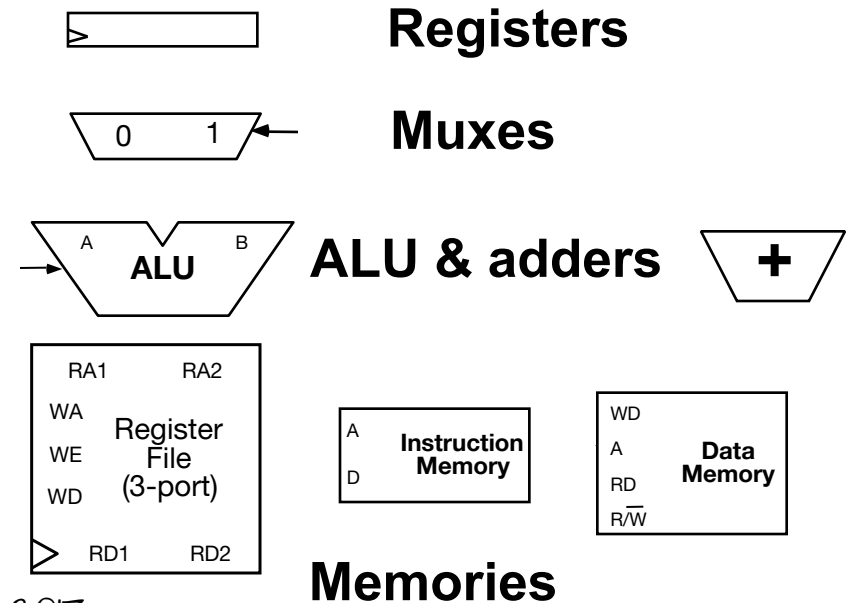 Registers
0 1
Muxes
A B
ALU
ALU & adders
+
RA1 RA2
WA
WE
WD
Register
File
(3-port)
RD1 RD2
A
D
Instruction
Memory
WD
A
RD
R/W̅
Data
Memory
Memories